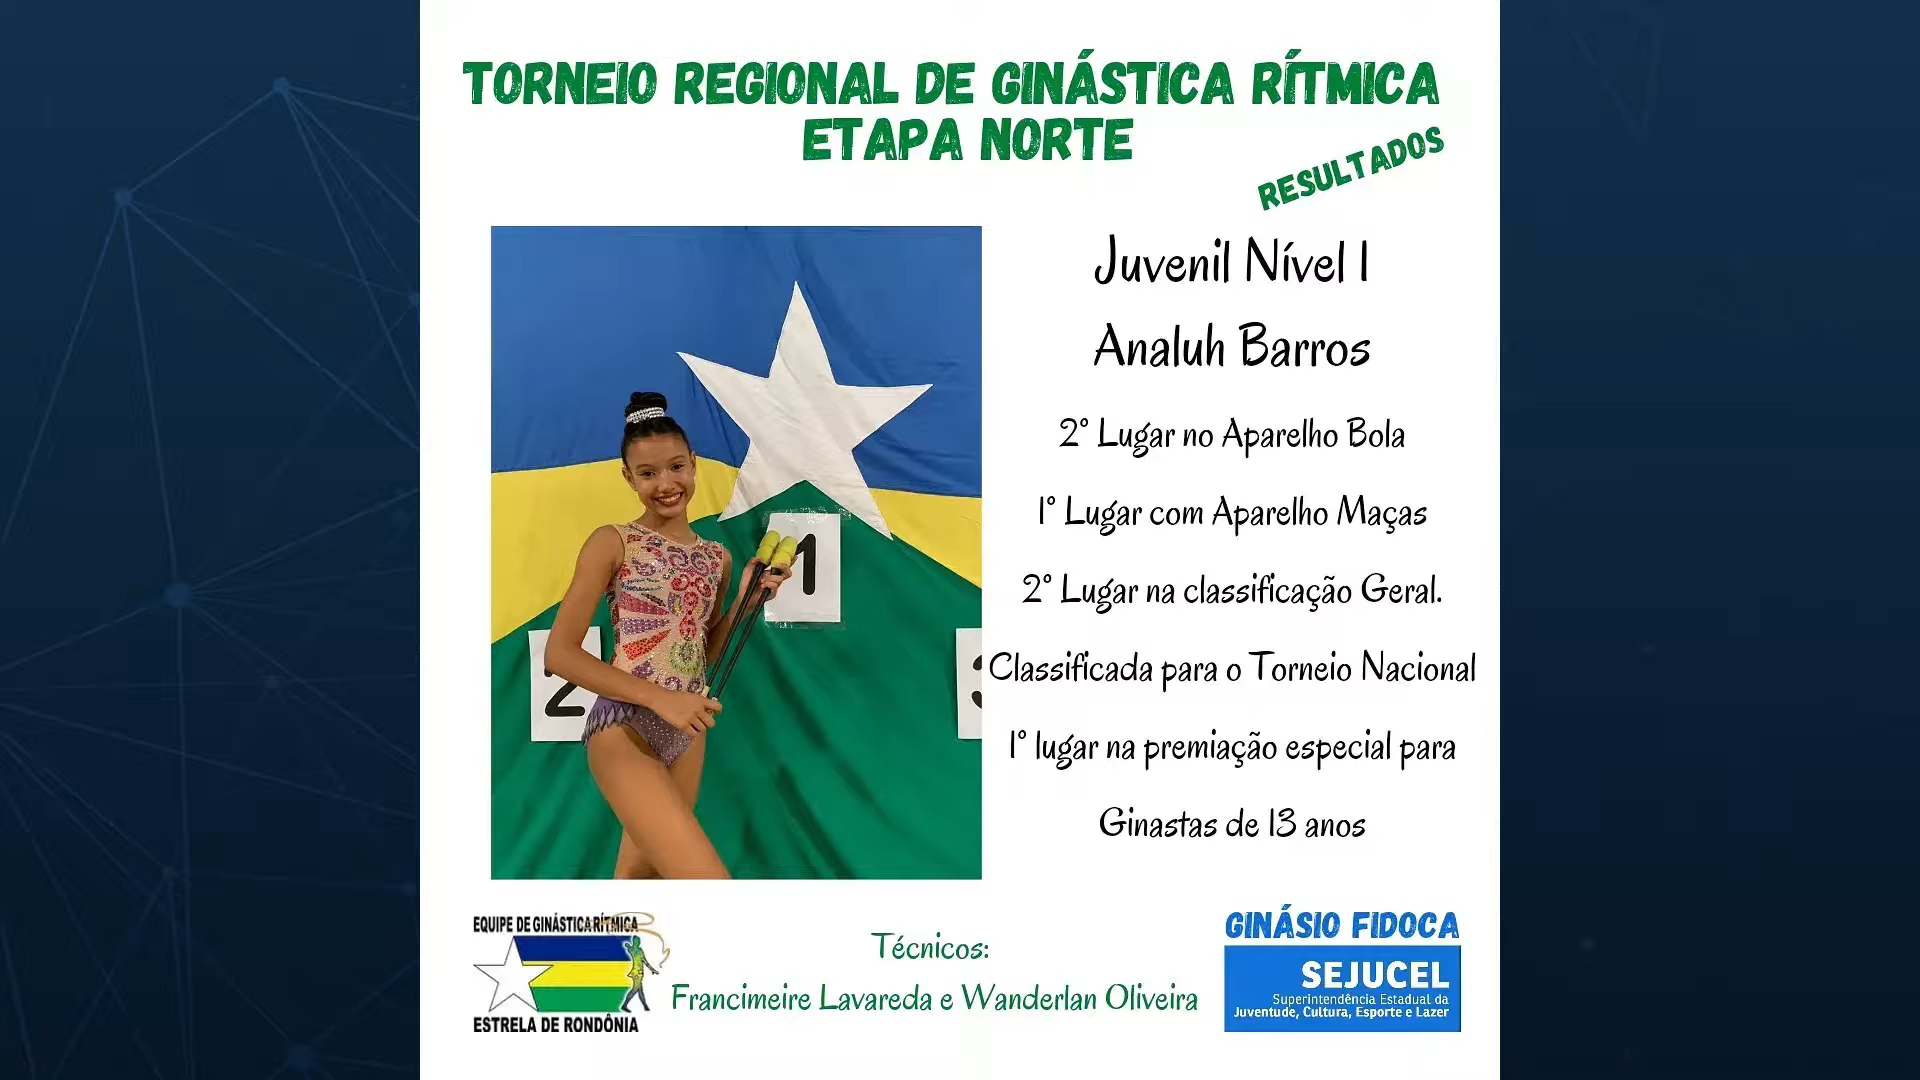 TORNEIO REGIONAL DE GINÁSTICA RÍTMICA
ETAPA NORTE
RESULTADOS
Juvenil Nível I
Analuh Barros
2° Lugar no Aparelho Bola
1° Lugar com Aparelho Maças
2° Lugar na classificação Geral.
Classificada para o Torneio Nacional
1° lugar na premiação especial para
Ginastas de 13 anos
1
2
3
EQUIPE DE GINÁSTICA RÍTMICA
ESTRELA DE RONDÔNIA
Técnicos:
Francimeire Lavareda e Wanderlan Oliveira
GINÁSIO FIDOCA
SEJUCEL
Superintendência Estadual da
Juventude, Cultura, Esporte e Lazer